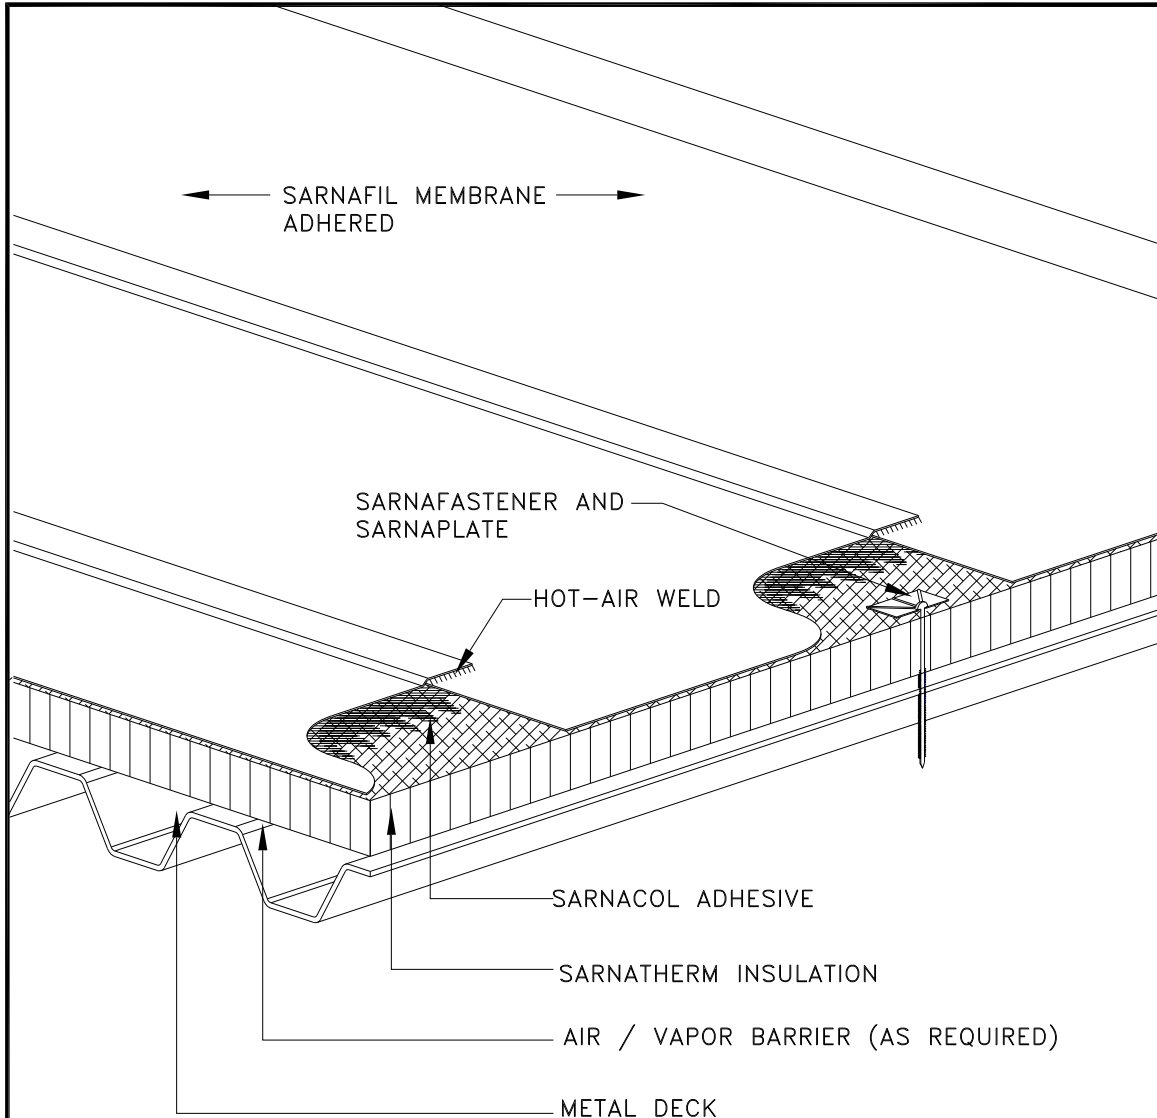 SARNAFIL MEMBRANE
ADHERED
SARNAFASTENER AND
SARNAPLATE
HOT-AIR WELD
SARNACOL ADHESIVE
SARNATHERM INSULATION
AIR / VAPOR BARRIER (AS REQUIRED)
METAL DECK